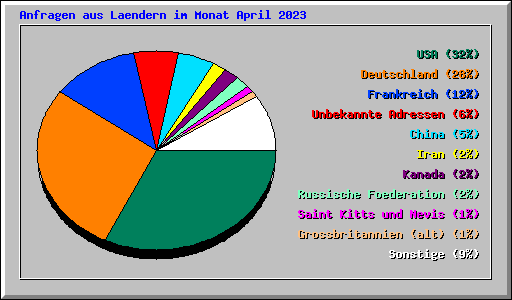 Anfragen aus Laendern im Monat April 2023
USA (32%)
Deutschland (28%)
Frankreich (12%)
Unbekannte Adressen (6%)
China (5%)
Iran (2%)
Kanada (2%)
Russische Foederation (2%)
Saint Kitts und Nevis (1%)
Grossbritannien (alt) (1%)
Sonstige (9%)